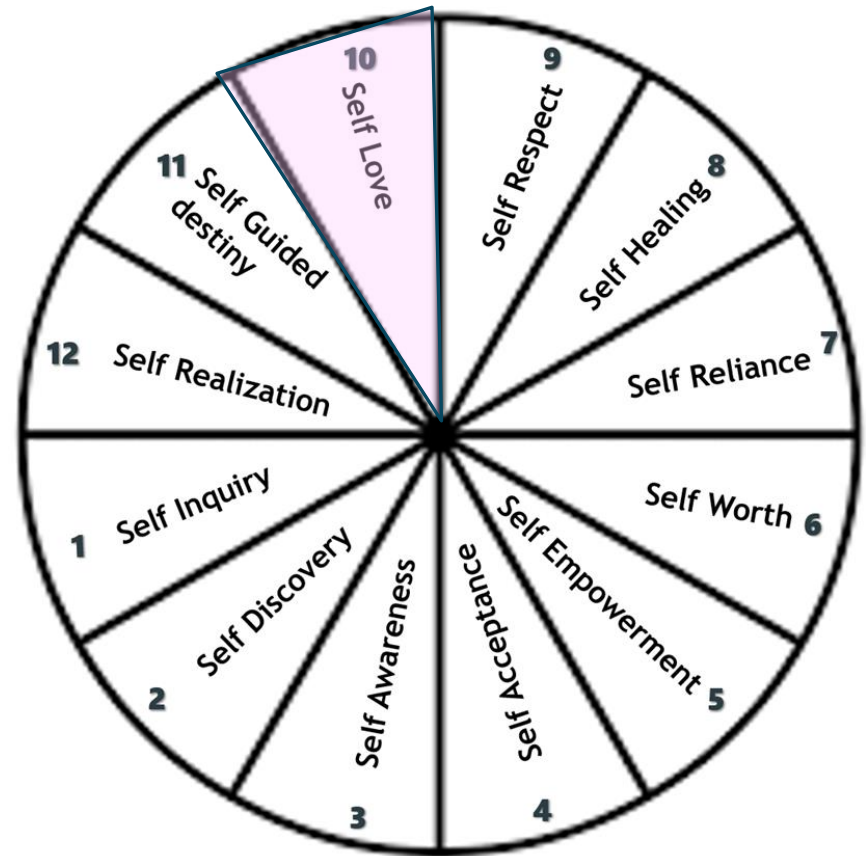 1
Self Inquiry
2
Self Discovery
3
Self Awareness
4
Self Acceptance
5
Self Empowerment
6
Self Worth
7
Self Reliance
8
Self Healing
9
Self Respect
10
Self Love
11
Self Guided
destiny
12
Self Realization